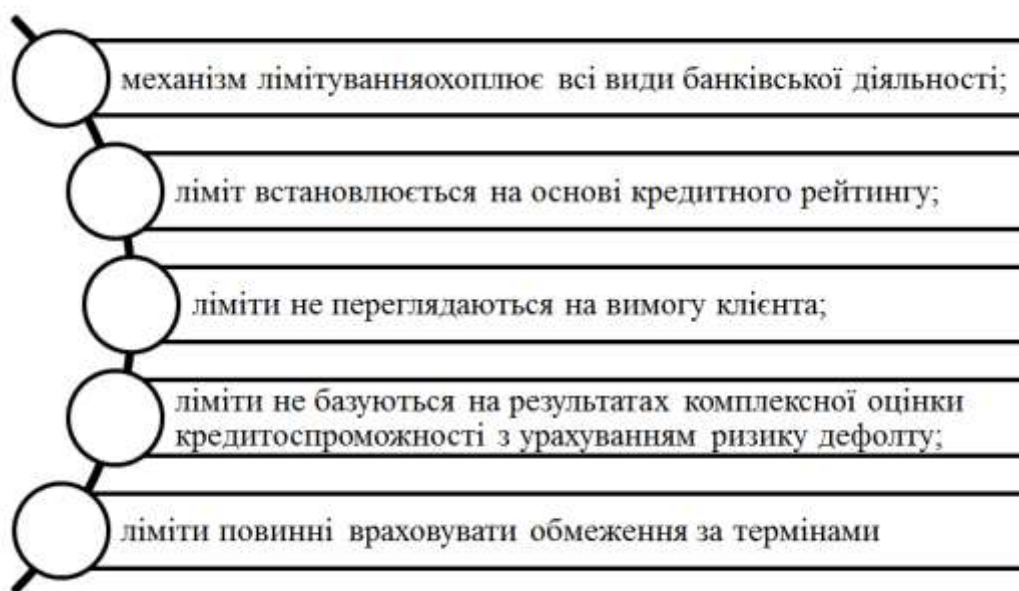 механізм лімітуванняохоплює всі види банківської діяльності;
ліміт встановлюється на основі кредитного рейтингу;
ліміти не переглядаються на вимогу клієнта;
ліміти не базуються на результатах комплексної оцінки
кредитоспроможності з урахуванням ризику дефолту;
ліміти повинні враховувати обмеження за термінами